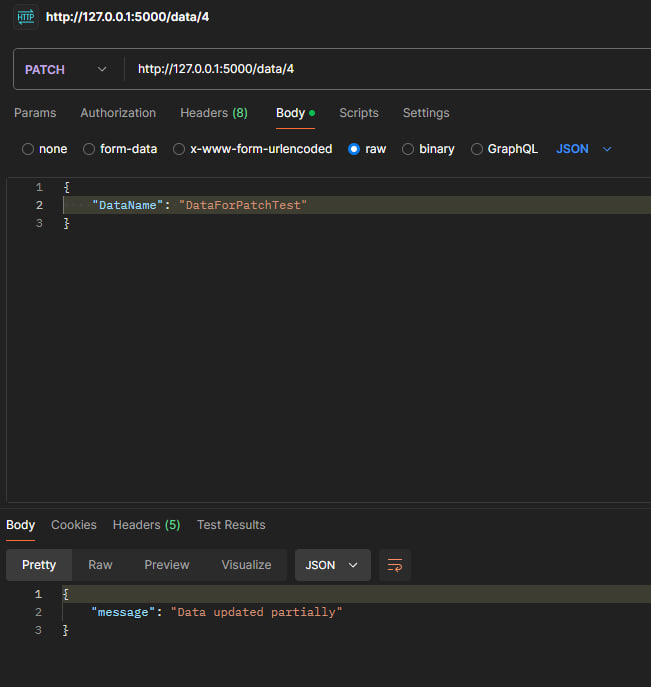 HTTP http://127.0.0.1:5000/data/4
PATCH http://127.0.0.1:5000/data/4
Params Authorization Headers (8) Body Scripts Settings
none form-data x-www-form-urlencoded raw binary GraphQL JSON
1 {
2 "DataName": "DataForPatchTest"
3 }
Body Cookies Headers (5) Test Results
Pretty Raw Preview Visualize JSON
1 {
2 "message": "Data updated partially"
3 }